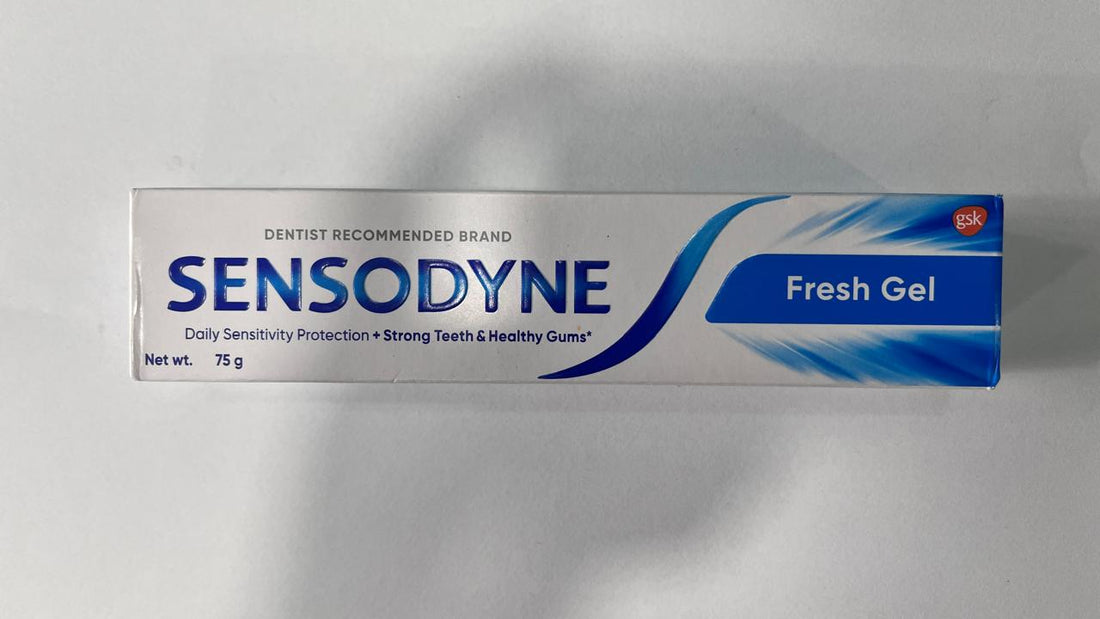 DENTIST RECOMMENDED BRAND
SENSODYNE
Daily Sensitivity Protection + Strong Teeth & Healthy Gums*
Net wt. 75 g
Fresh Gel
gsk